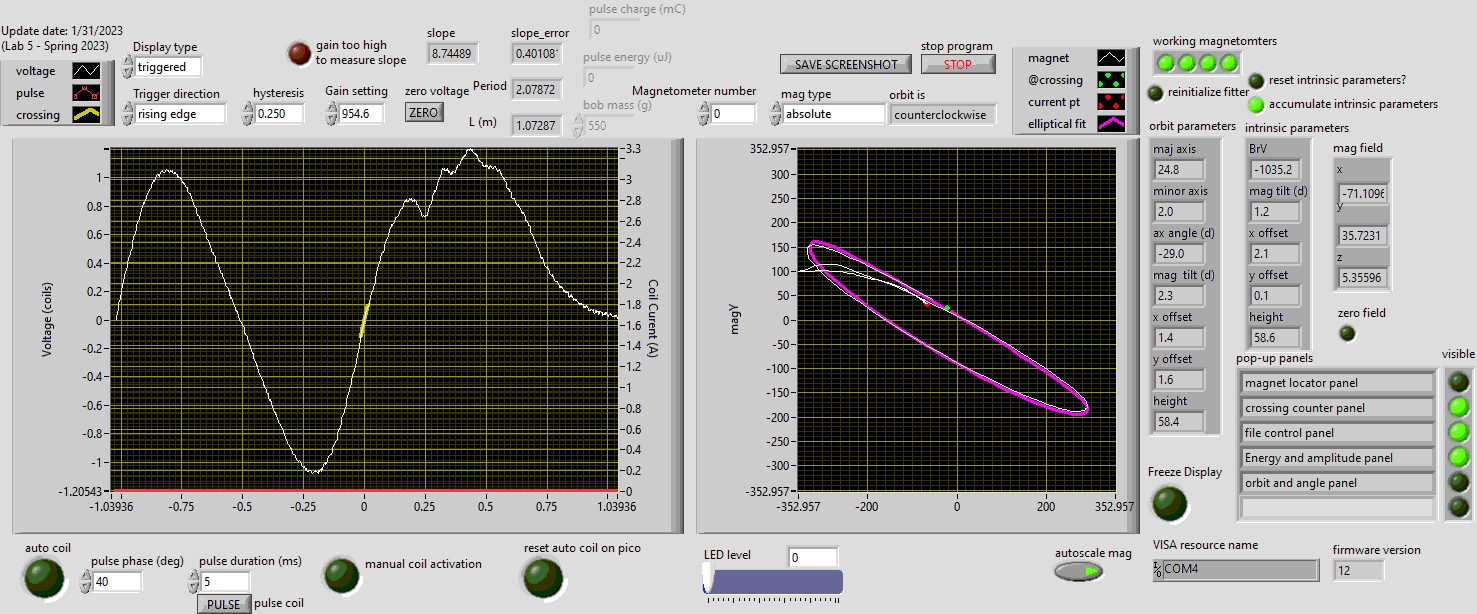 Update date: 1/31/2023
(Lab 5 - Spring 2023)
voltage
pulse
crossing
Display type
triggered
Trigger direction
rising edge
gain too high
to measure slope
hysteresis
0.250
Gain setting
954.6
slope
8.74489
slope_error
0.40108
zero voltage
ZERO
Period
2.07872
L (m)
1.07287
pulse charge (mC)
0
pulse energy (uJ)
0
bob mass (g)
550
Magnetometer number
0
SAVE SCREENSHOT
stop program
STOP
mag type
absolute
orbit is
counterclockwise
magnet
@crossing
current pt
elliptical fit
working magnetomters
reinitialize fitter
reset intrinsic parameters?
accumulate intrinsic parameters
Voltage (coils)
1
0.8
0.6
0.4
0.2
0
-0.2
-0.4
-0.6
-0.8
-1
-1.20543
-1.03936
-0.75
-0.5
-0.25
0
0.25
0.5
0.75
1.03936
3.3
3
2.8
2.6
2.4
2.2
2
1.8
1.6
1.4
1.2
1
0.8
0.6
0.4
0.2
0
Coil Curent (A)
magy
352.957
300
250
200
150
100
50
0
-50
-100
-150
-200
-250
-300
-352.957
-352.957
-200
0
200
352.957
orbit parameters
maj axis
24.8
minor axis
2.0
ax angle (d)
-29.0
mag tilt (d)
2.3
x offset
1.4
y offset
1.6
height
58.4
intrinsic parameters
BrV
-1035.2
mag tilt (d)
1.2
x offset
2.1
y offset
0.1
height
58.6
mag field
x
-71.1096
y
35.7231
z
5.35596
zero field
pop-up panels
visible
magnet locator panel
crossing counter panel
file control panel
Energy and amplitude panel
orbit and angle panel
Freeze Display
auto coil
pulse phase (deg)
40
pulse duration (ms)
5
PULSE
pulse coil
manual coil activation
reset auto coil on pico
LED level
0
autoscale mag
VISA resource name
COM4
firmware version
12